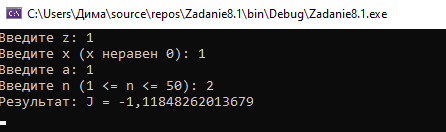 C:\Users\Дима\source\repos\Zadanie8.1\bin\Debug\Zadanie8.1.exe
Введите z: 1
Введите x (x неравен 0): 1
Введите a: 1
Введите n (1 <= n <= 50): 2
Результат: J = -1,11848262013679